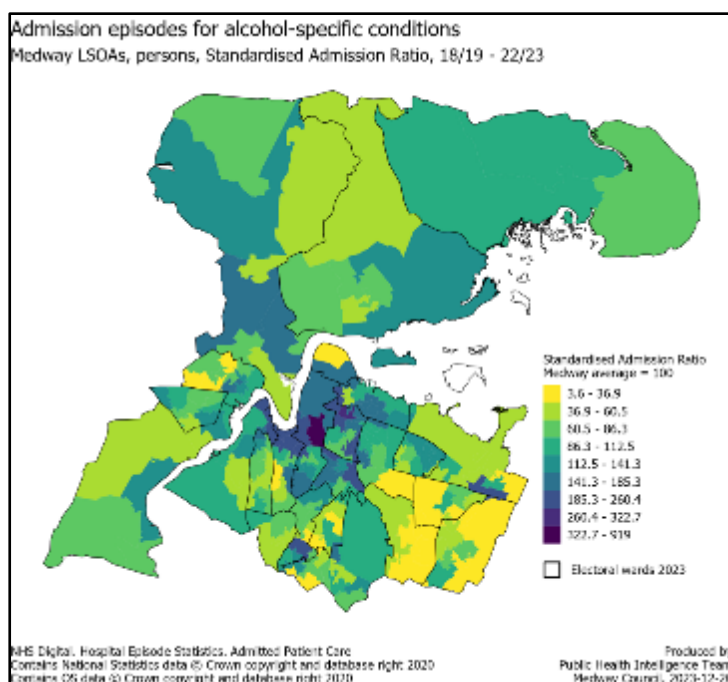 Admission episodes for alcohol-specific conditions
Medway LSOAs, persons, Standardised Admission Ratio, 18/19 - 22/23
Standardised Admission Ratio
Medway average = 100
3.6 - 36.9
36.9 - 60.5
60.5 - 86.3
86.3 - 112.5
112.5 - 141.3
141.3 - 185.3
185.3 - 260.4
260.4 - 322.7
322.7 - 919
Electoral wards 2023
NHS Digital. Hospital Episode Statistics. Admitted Patient Care
Contains National Statistics data © Crown copyright and database right 2020
Contains OS data © Crown copyright and database right 2020
Produced by
Public Health Intelligence Team
Medway Council, 2023-12-20